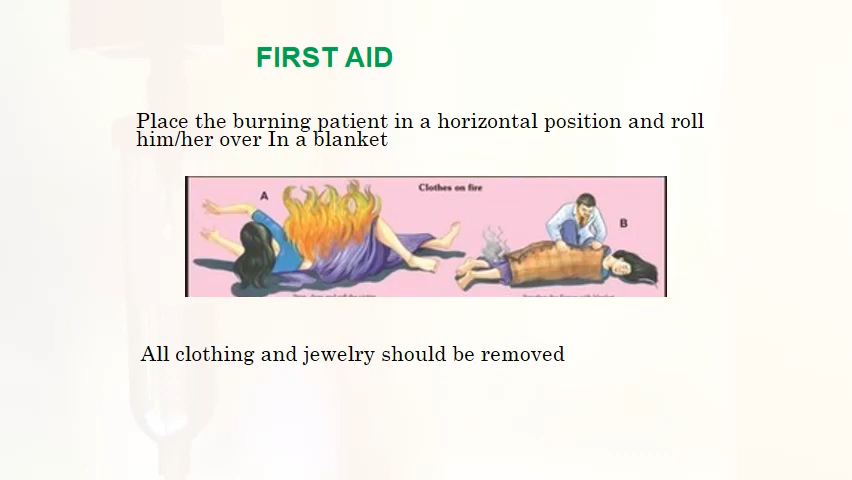 FIRST AID
Place the burning patient in a horizontal position and roll
him/her over In a blanket
Clothes on fire
A
B
All clothing and jewelry should be removed